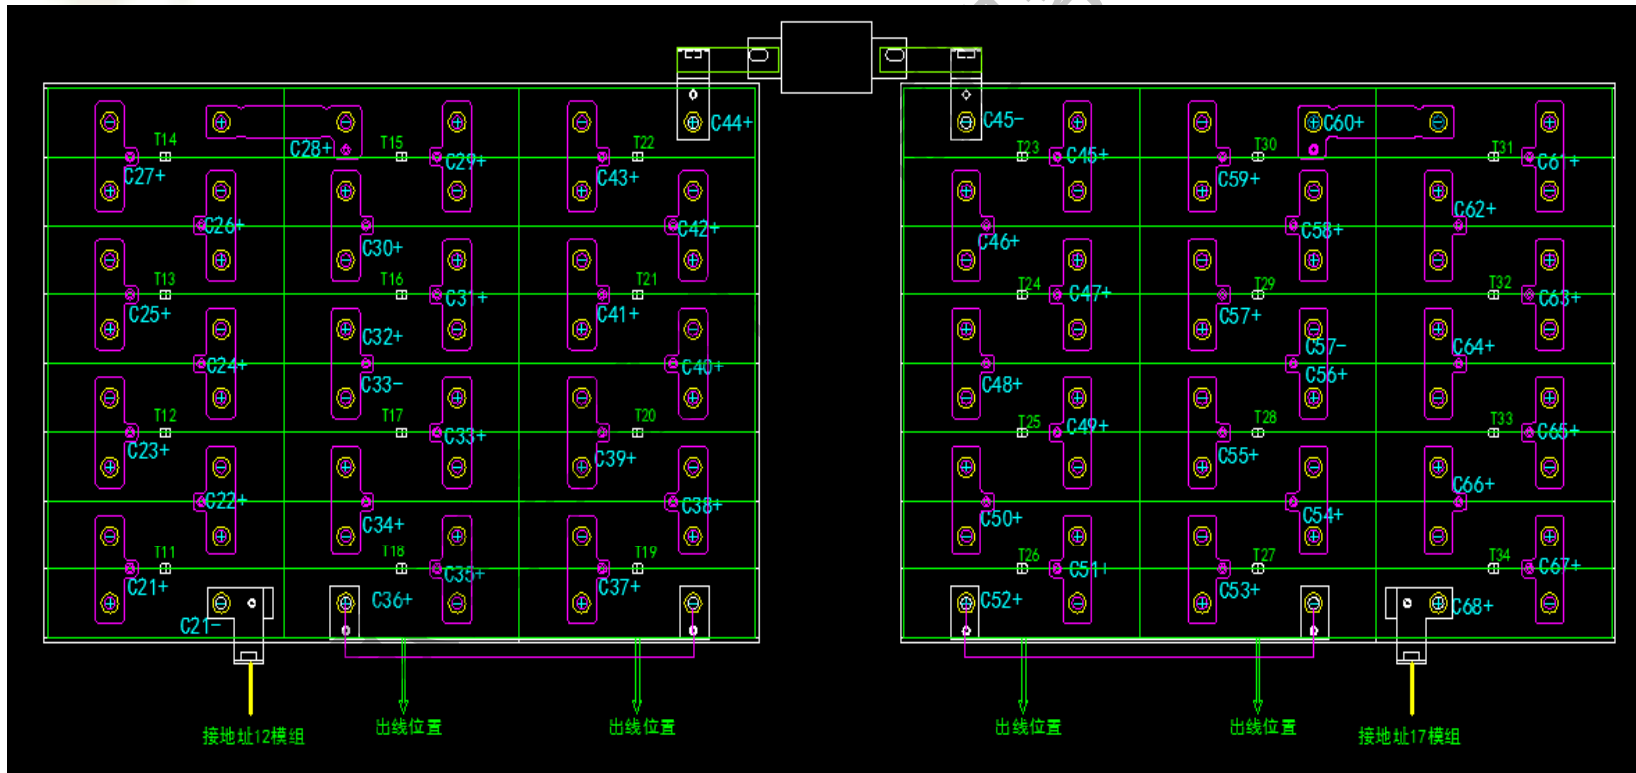 C44+ C45-
T14 C28+ T15 C29+ T22 T23 C45+ T30 C60+ T31 C61+
C27+ C43+ C59+
C26+ C30+ C42+ C46+ C58+ C62+
T13 T16 C31+ T21 T24 C47+ T29 T32 C63+
C25+ C41+ C57+
C24+ C32+ C40+ C57- C64+
C33- C48+ C56+
T12 T17 C33+ T20 T25 C49+ T28 T33 C65+
C23+ C39+ C55+
C22+ C34+ C38+ C50+ C54+ C66+
T11 T18 C35+ T19 T26 C51+ T27 T34 C67+
C21+ C36+ C37+ C52+ C53+ C68+
C21-
接地址12模组 出线位置 出线位置 出线位置 出线位置 接地址17模组